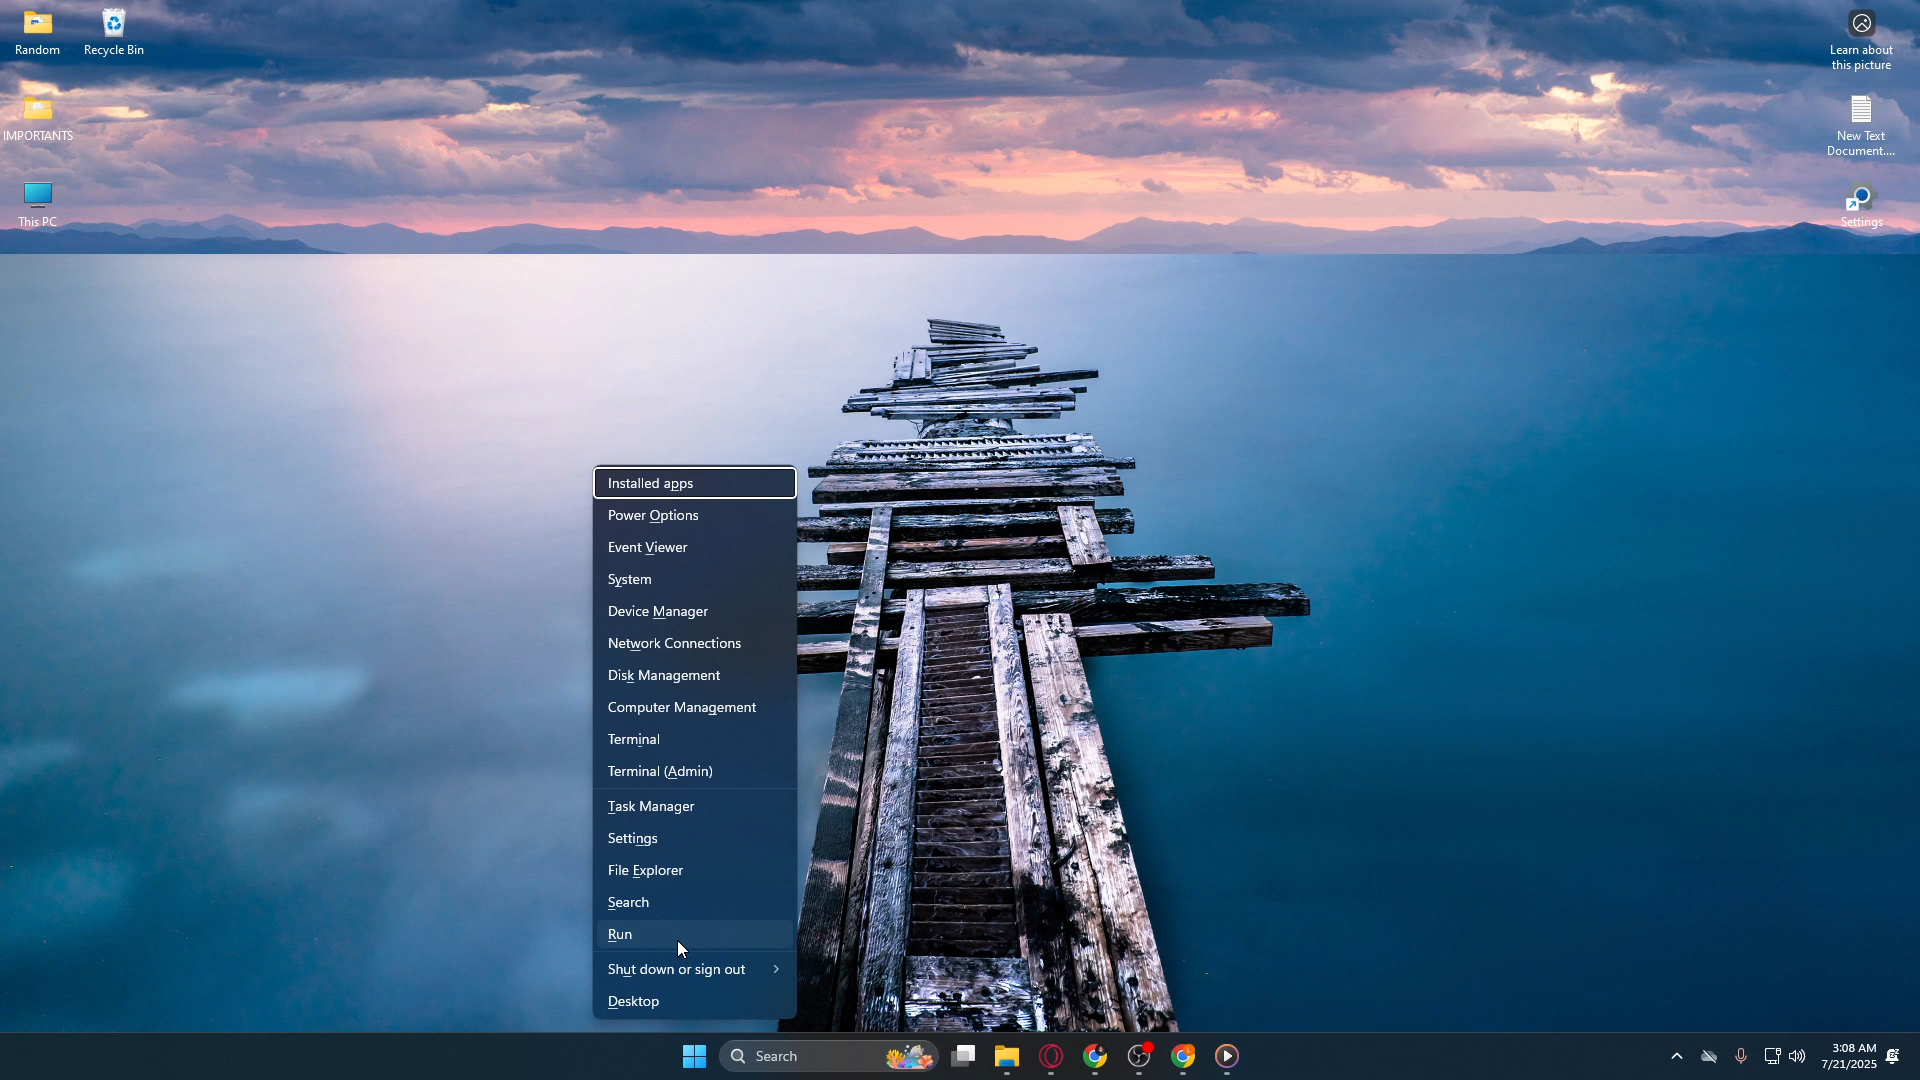 Random
Recycle Bin
IMPORTANTS
This PC
Learn about
this picture
New Text
Document....
Settings
Installed apps
Power Options
Event Viewer
System
Device Manager
Network Connections
Disk Management
Computer Management
Terminal
Terminal (Admin)
Task Manager
Settings
File Explorer
Search
Run
Shut down or sign out
Desktop
Search
3:08 AM
7/21/2025